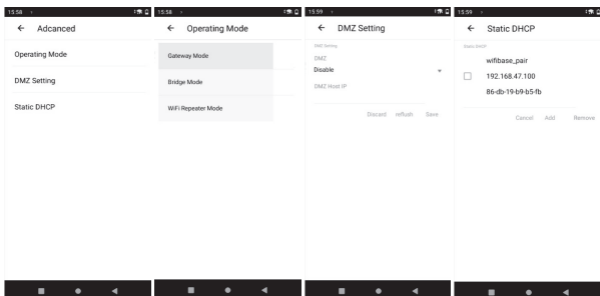 15:58
← Adcanced
Operating Mode
DMZ Setting
Static DHCP
15:58
← Operating Mode
Gateway Mode
Bridge Mode
WiFi Repeater Mode
15:59
← DMZ Setting
DMZ Setting
DMZ
Disable
DMZ Host IP
Discard reflush Save
15:59
← Static DHCP
Static DHCP
wifibase_pair
192.168.47.100
86-db-19-b9-b5-fb
Cancel Add Remove